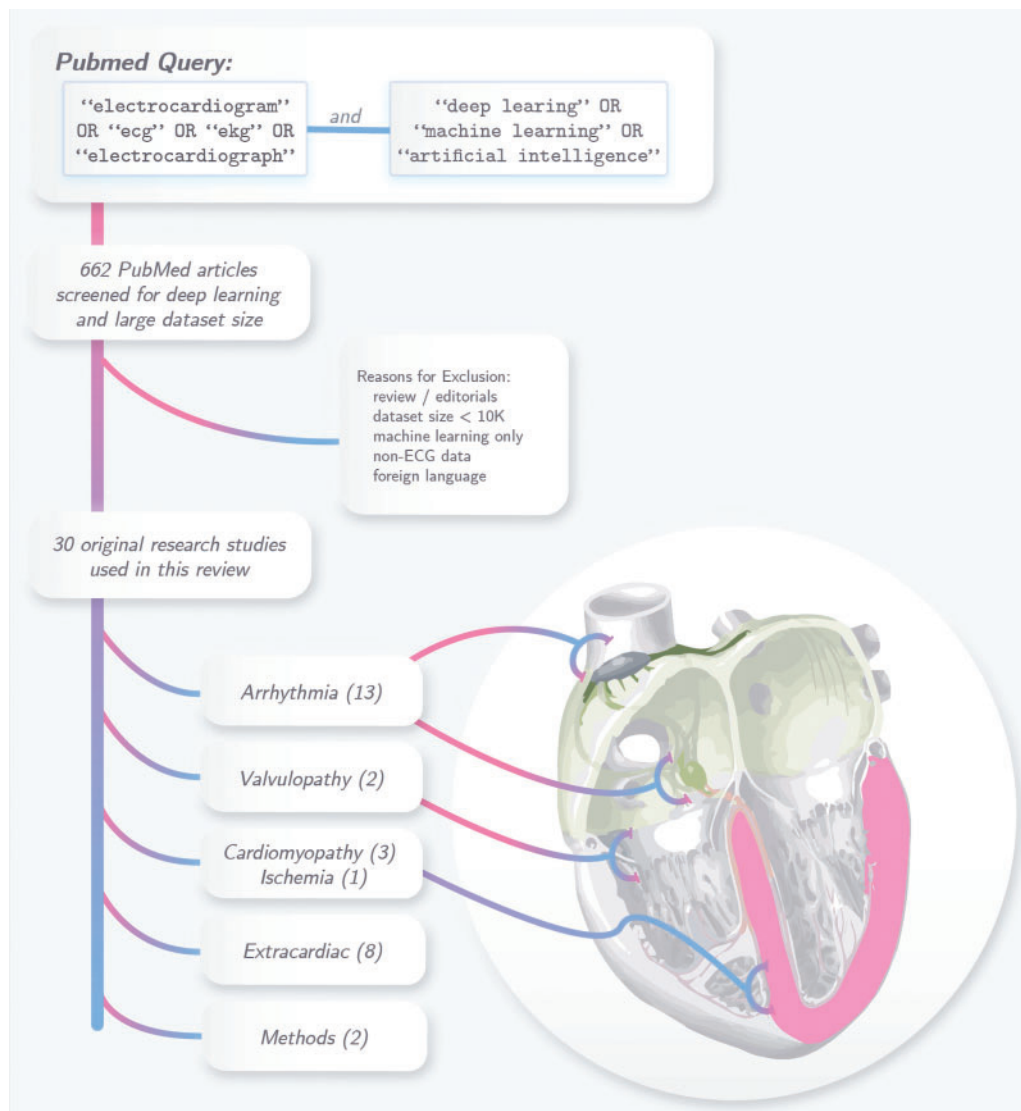 Pubmed Query:
“electrocardiogram”
OR “ecg” OR “ekg” OR
“electrocardiograph”
and
“deep learing” OR
“machine learning” OR
“artificial intelligence”
662 PubMed articles
screened for deep learning
and large dataset size
Reasons for Exclusion:
review / editorials
dataset size < 10K
machine learning only
non-ECG data
foreign language
30 original research studies
used in this review
Arrhythmia (13)
Valvulopathy (2)
Cardiomyopathy (3)
Ischemia (1)
Extracardiac (8)
Methods (2)